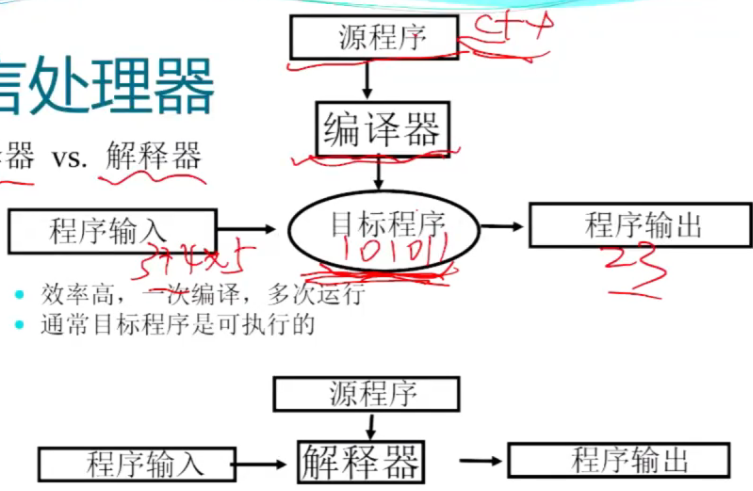 源程序 C++
言处理器
编译器
器 vs. 解释器
程序输入
目标程序
程序输出
3+4×5
101011
23
效率高，一次编译，多次运行
通常目标程序是可执行的
源程序
程序输入
解释器
程序输出